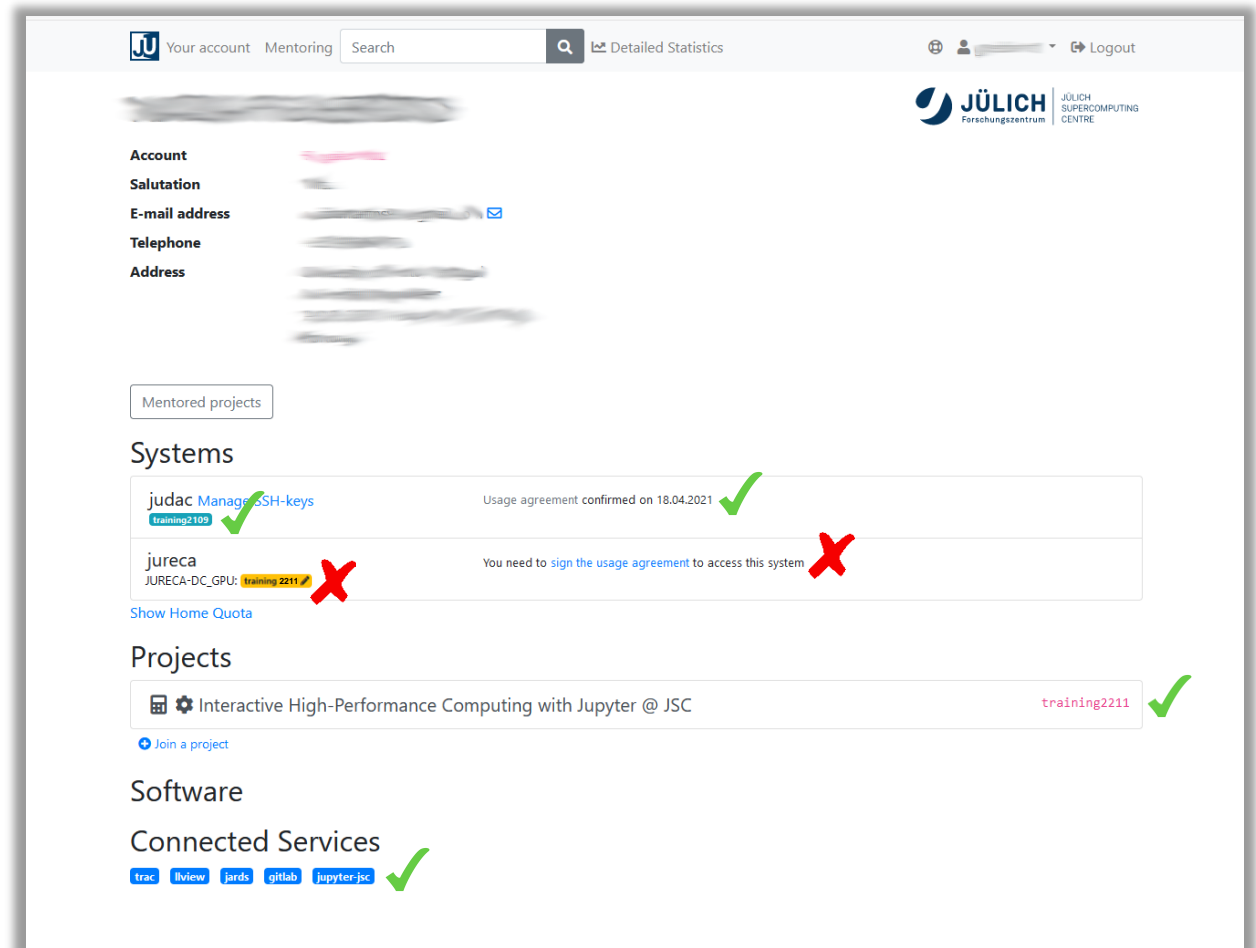 JU Your account Mentoring Search Detailed Statistics Logout
JÜLICH
Forschungszentrum
JÜLICH
SUPERCOMPUTING
CENTRE
Account
Salutation
E-mail address
Telephone
Address
Mentored projects
Systems
judac Manage SSH-keys Usage agreement confirmed on 18.04.2021
training2109
jureca You need to sign the usage agreement to access this system
JURECA-DC_GPU: training 2211
Show Home Quota
Projects
Interactive High-Performance Computing with Jupyter @ JSC training2211
Join a project
Software
Connected Services
trac llview jards gitlab jupyter-jsc